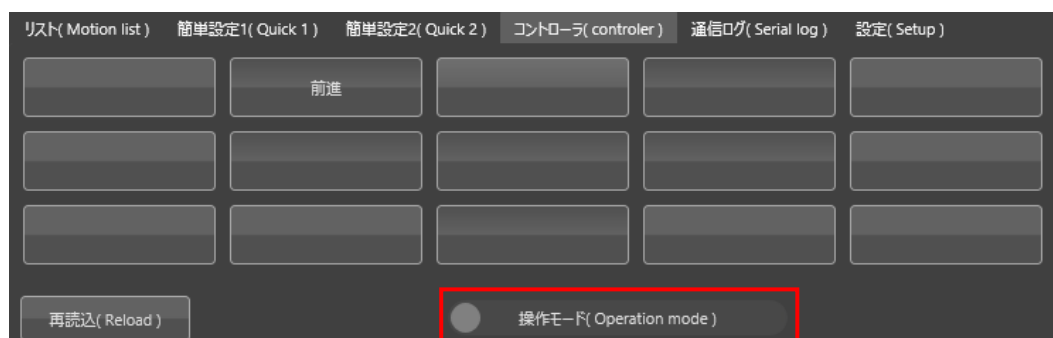 リスト( Motion list ) 簡単設定1( Quick 1 ) 簡単設定2( Quick 2 ) コントローラ( controler ) 通信ログ( Serial log ) 設定( Setup )
前進
再読込( Reload ) 操作モード( Operation mode )